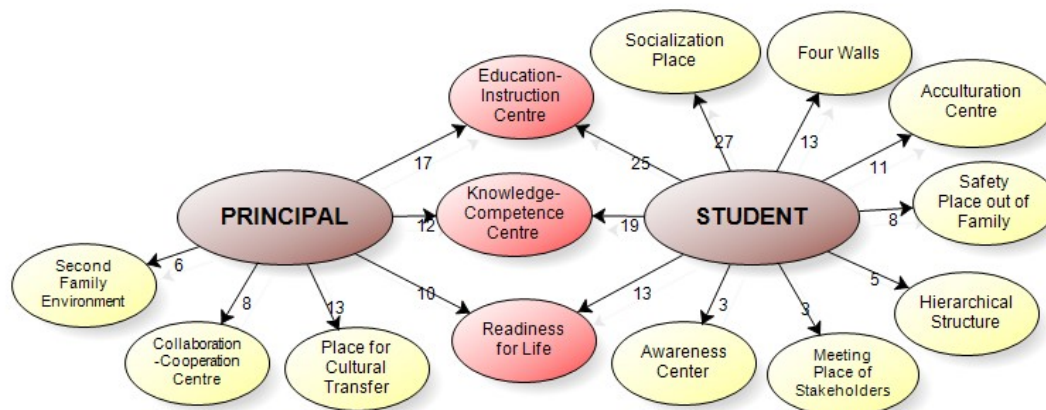 Socialization
Place
Four Walls
Education-
Instruction
Centre
Acculturation
Centre
17
25
27
13
11
PRINCIPAL
Knowledge-
Competence
Centre
STUDENT
Safety
Place out of
Family
12
19
8
Second
Family
Environment
6
8
13
10
13
3
3
5
Hierarchical
Structure
Collaboration
-Cooperation
Centre
Place for
Cultural
Transfer
Readiness
for Life
Awareness
Center
Meeting
Place of
Stakeholders